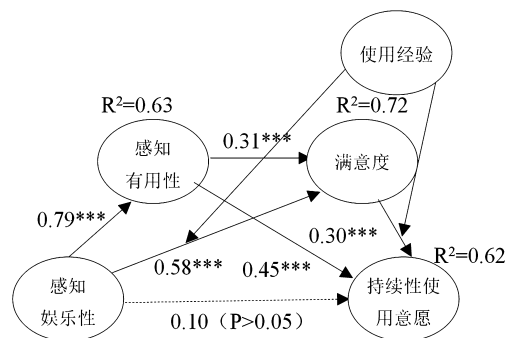 使用经验
R²=0.63
R²=0.72
感知
有用性
0.31***
满意度
0.79***
0.30***
R²=0.62
0.58***
0.45***
感知
娱乐性
持续性使
用意愿
0.10（P>0.05）